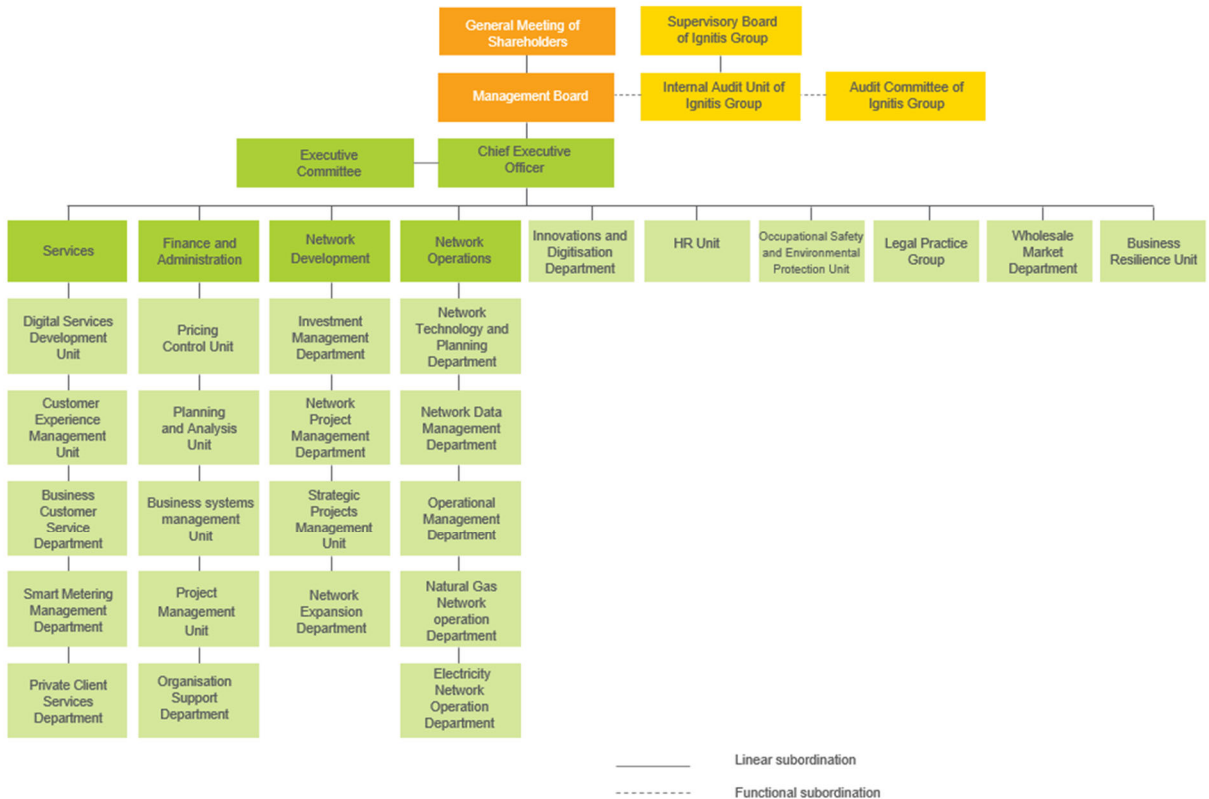 General Meeting of
Shareholders
Supervisory Board
of Ignitis Group
Management Board
Internal Audit Unit of
Ignitis Group
Audit Committee of
Ignitis Group
Executive
Committee
Chief Executive
Officer
Services
Finance and
Administration
Network
Development
Network
Operations
Innovations and
Digitisation
Department
HR Unit
Occupational Safety
and Environmental
Protection Unit
Legal Practice
Group
Wholesale
Market
Department
Business
Resilience Unit
Digital Services
Development
Unit
Pricing
Control Unit
Investment
Management
Department
Network
Technology and
Planning
Department
Customer
Experience
Management
Unit
Planning
and Analysis
Unit
Network
Project
Management
Department
Network Data
Management
Department
Business
Customer
Service
Department
Business systems
management
Unit
Strategic
Projects
Management
Unit
Operational
Management
Department
Smart Metering
Management
Department
Project
Management
Unit
Network
Expansion
Department
Natural Gas
Network
operation
Department
Private Client
Services
Department
Organisation
Support
Department
Electricity
Network
Operation
Department
Linear subordination
Functional subordination